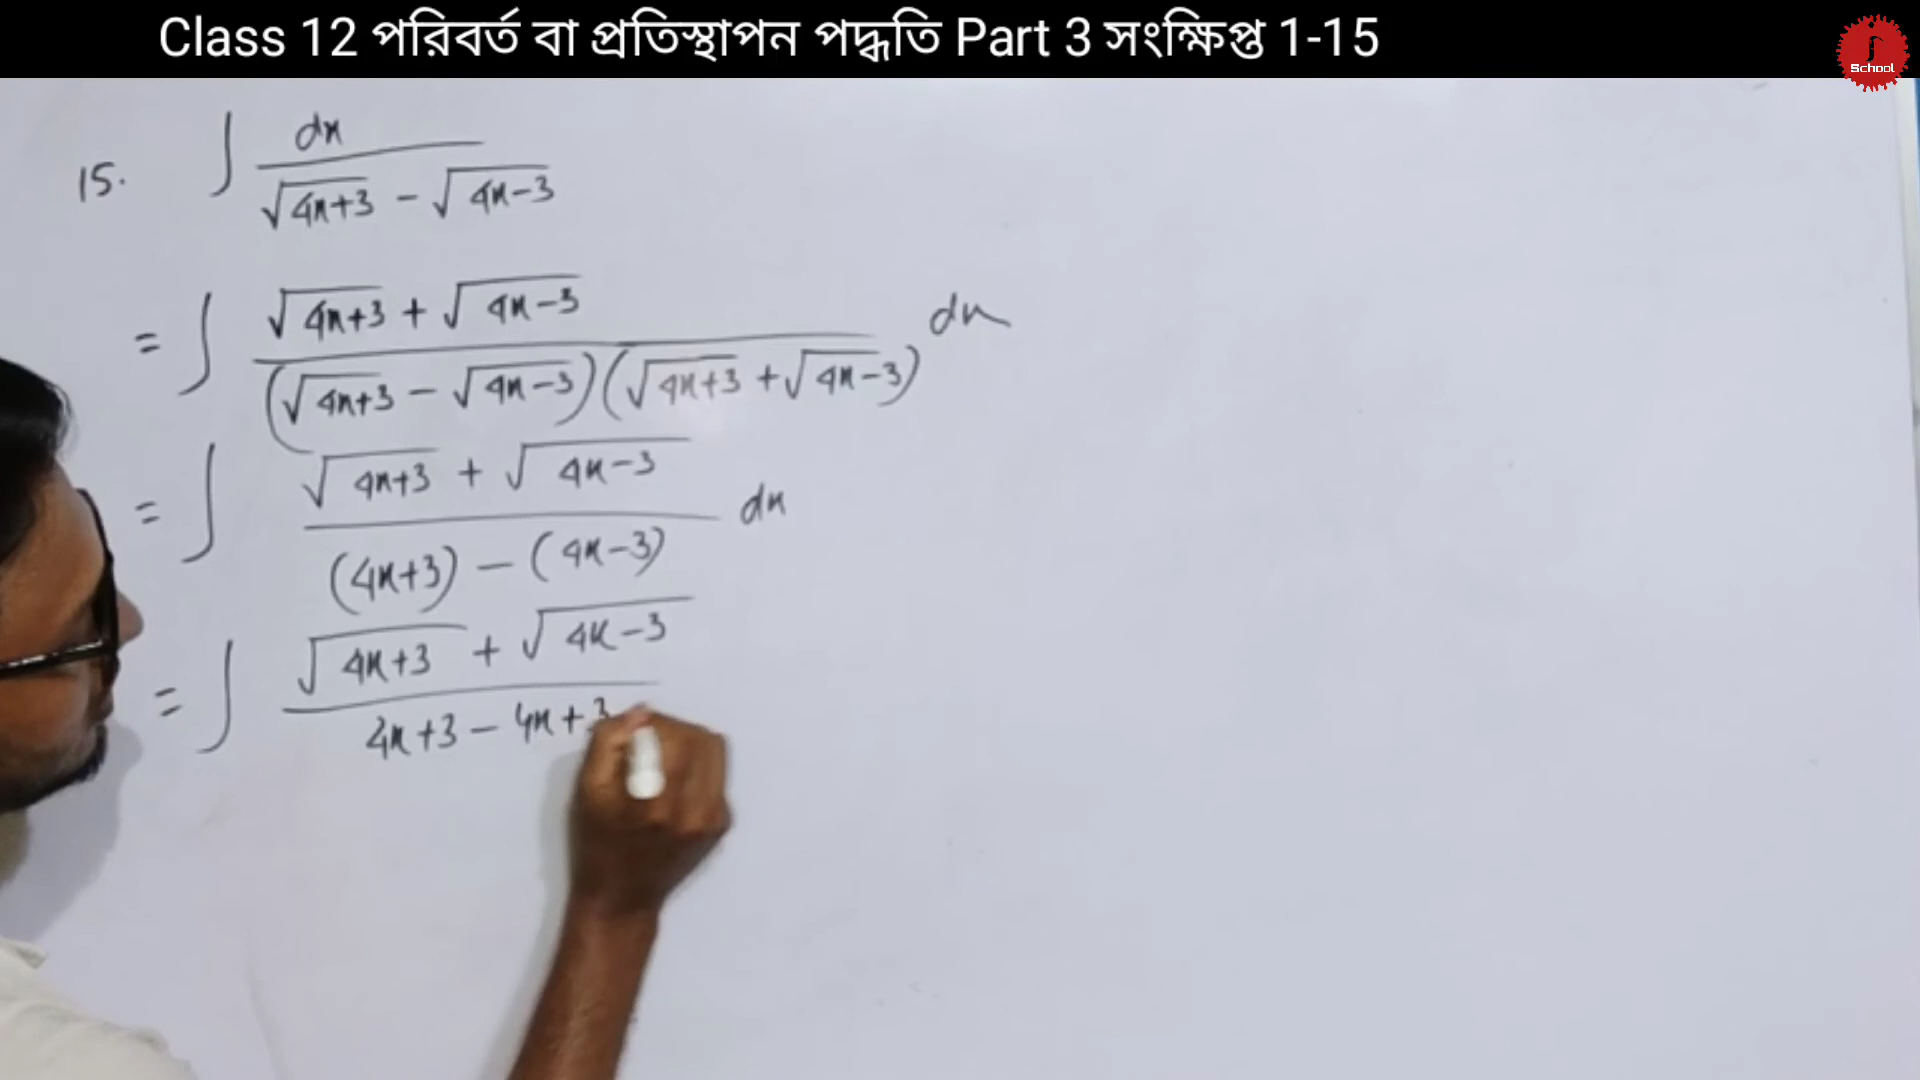 Class 12 পরিবর্ত বা প্রতিস্থাপন পদ্ধতি Part 3 সংক্ষিপ্ত 1-15
School
15. ∫ dx / (√(4x+3) - √(4x-3))
= ∫ (√(4x+3) + √(4x-3)) / ((√(4x+3) - √(4x-3))(√(4x+3) + √(4x-3))) dx
= ∫ (√(4x+3) + √(4x-3)) / ((4x+3) - (4x-3)) dx
= ∫ (√(4x+3) + √(4x-3)) / (4x+3-4x+3)